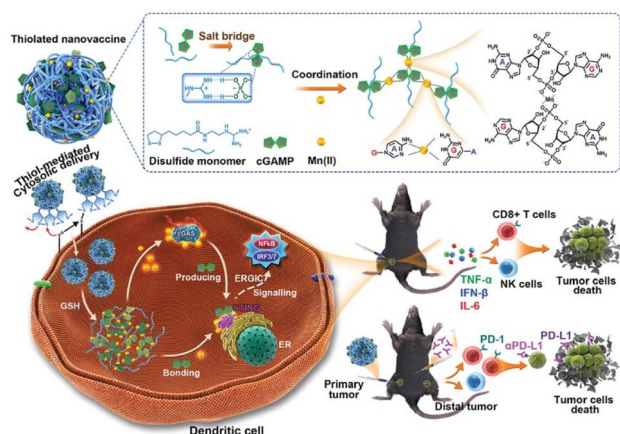 Thiolated nanovaccine
Salt bridge
Coordination
Disulfide monomer
cGAMP
Mn(II)
A
G
Mn
G
A
G
A
G
A
Thiol-mediated
Cytosolic delivery
cGAS
NFkB
IRF3/7
Producing
ERGIC
Signalling
GSH
STING
ER
Bonding
Dendritic cell
TNF-α
IFN-β
IL-6
CD8+ T cells
NK cells
Tumor cells
death
Primary
tumor
Distal tumor
PD-1
αPD-L1
PD-L1
Tumor cells
death